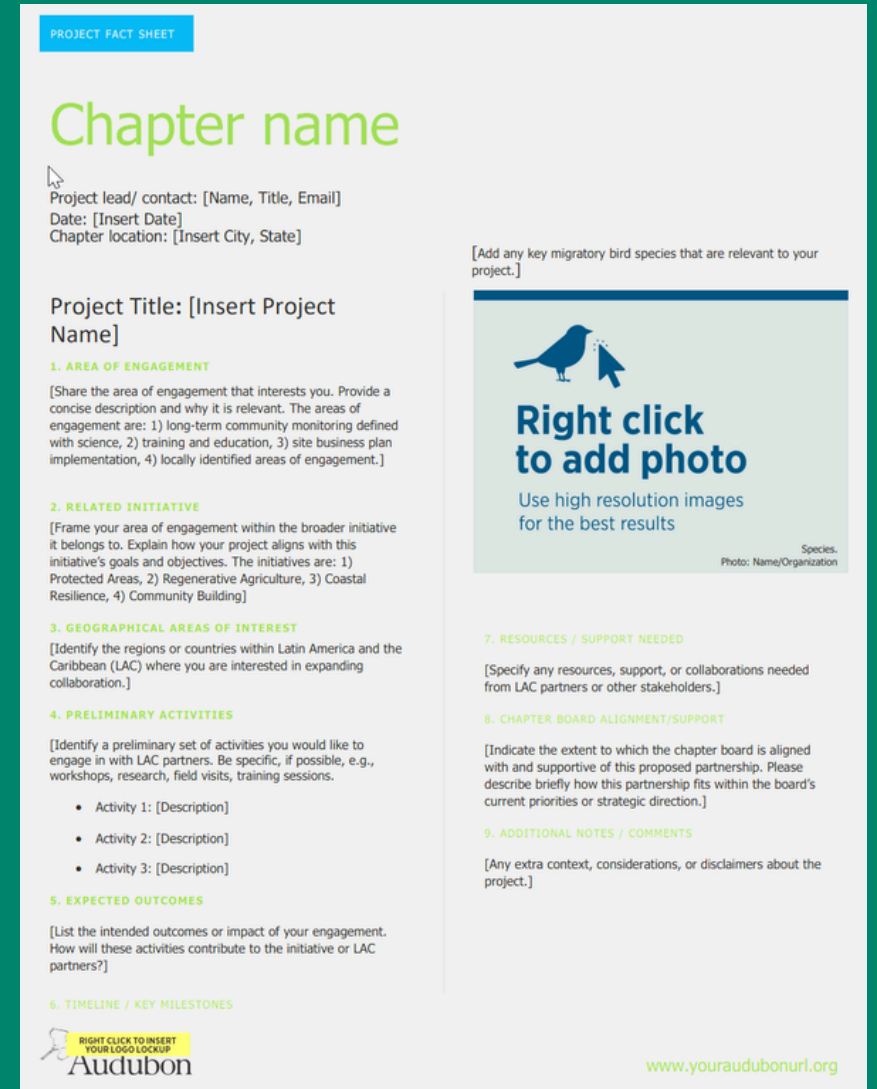 PROJECT FACT SHEET
Chapter name
Project lead/ contact: [Name, Title, Email]
Date: [Insert Date]
Chapter location: [Insert City, State]
Project Title: [Insert Project
Name]
1. AREA OF ENGAGEMENT
[Share the area of engagement that interests you. Provide a
concise description and why it is relevant. The areas of
engagement are: 1) long-term community monitoring defined
with science, 2) training and education, 3) site business plan
implementation, 4) locally identified areas of engagement.]
2. RELATED INITIATIVE
[Frame your area of engagement within the broader initiative
it belongs to. Explain how your project aligns with this
initiative's goals and objectives. The initiatives are: 1)
Protected Areas, 2) Regenerative Agriculture, 3) Coastal
Resilience, 4) Community Building]
3. GEOGRAPHICAL AREAS OF INTEREST
[Identify the regions or countries within Latin America and the
Caribbean (LAC) where you are interested in expanding
collaboration.]
4. PRELIMINARY ACTIVITIES
[Identify a preliminary set of activities you would like to
engage in with LAC partners. Be specific, if possible, e.g.,
workshops, research, field visits, training sessions.
• Activity 1: [Description]
• Activity 2: [Description]
• Activity 3: [Description]
5. EXPECTED OUTCOMES
[List the intended outcomes or impact of your engagement.
How will these activities contribute to the initiative or LAC
partners?]
6. TIMELINE / KEY MILESTONES
[Add any key migratory bird species that are relevant to your
project.]
Right click
to add photo
Use high resolution images
for the best results
Species.
Photo: Name/Organization
7. RESOURCES / SUPPORT NEEDED
[Specify any resources, support, or collaborations needed
from LAC partners or other stakeholders.]
8. CHAPTER BOARD ALIGNMENT/SUPPORT
[Indicate the extent to which the chapter board is aligned
with and supportive of this proposed partnership. Please
describe briefly how this partnership fits within the board's
current priorities or strategic direction.]
9. ADDITIONAL NOTES / COMMENTS
[Any extra context, considerations, or disclaimers about the
project.]
RIGHT CLICK TO INSERT
YOUR LOGO LOCKUP
Audubon
www.youraudubonurl.org